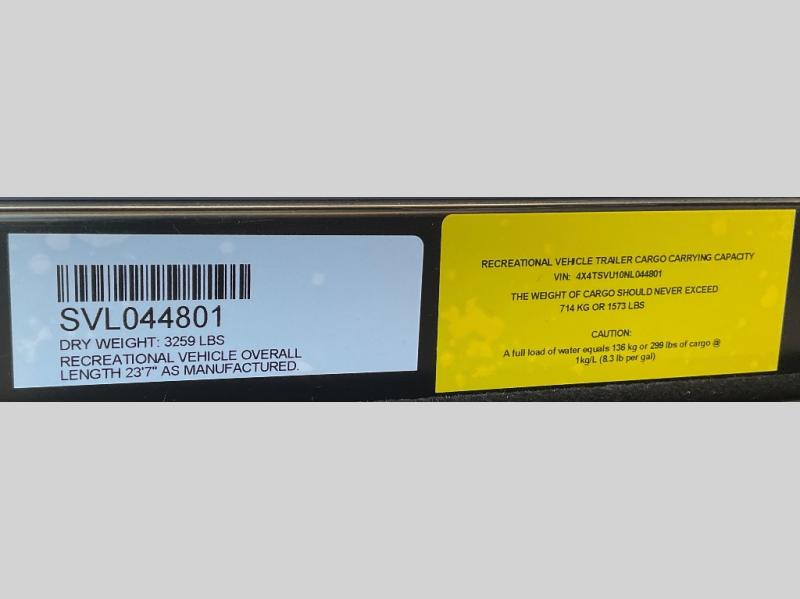 SVL044801
DRY WEIGHT: 3259 LBS
RECREATIONAL VEHICLE OVERALL
LENGTH 23'7" AS MANUFACTURED.
RECREATIONAL VEHICLE TRAILER CARGO CARRYING CAPACITY
VIN: 4X4TSVU10NL044801
THE WEIGHT OF CARGO SHOULD NEVER EXCEED
714 KG OR 1573 LBS
CAUTION:
A full load of water equals 136 kg or 299 lbs of cargo @
1kg/L (8.3 lb per gal)